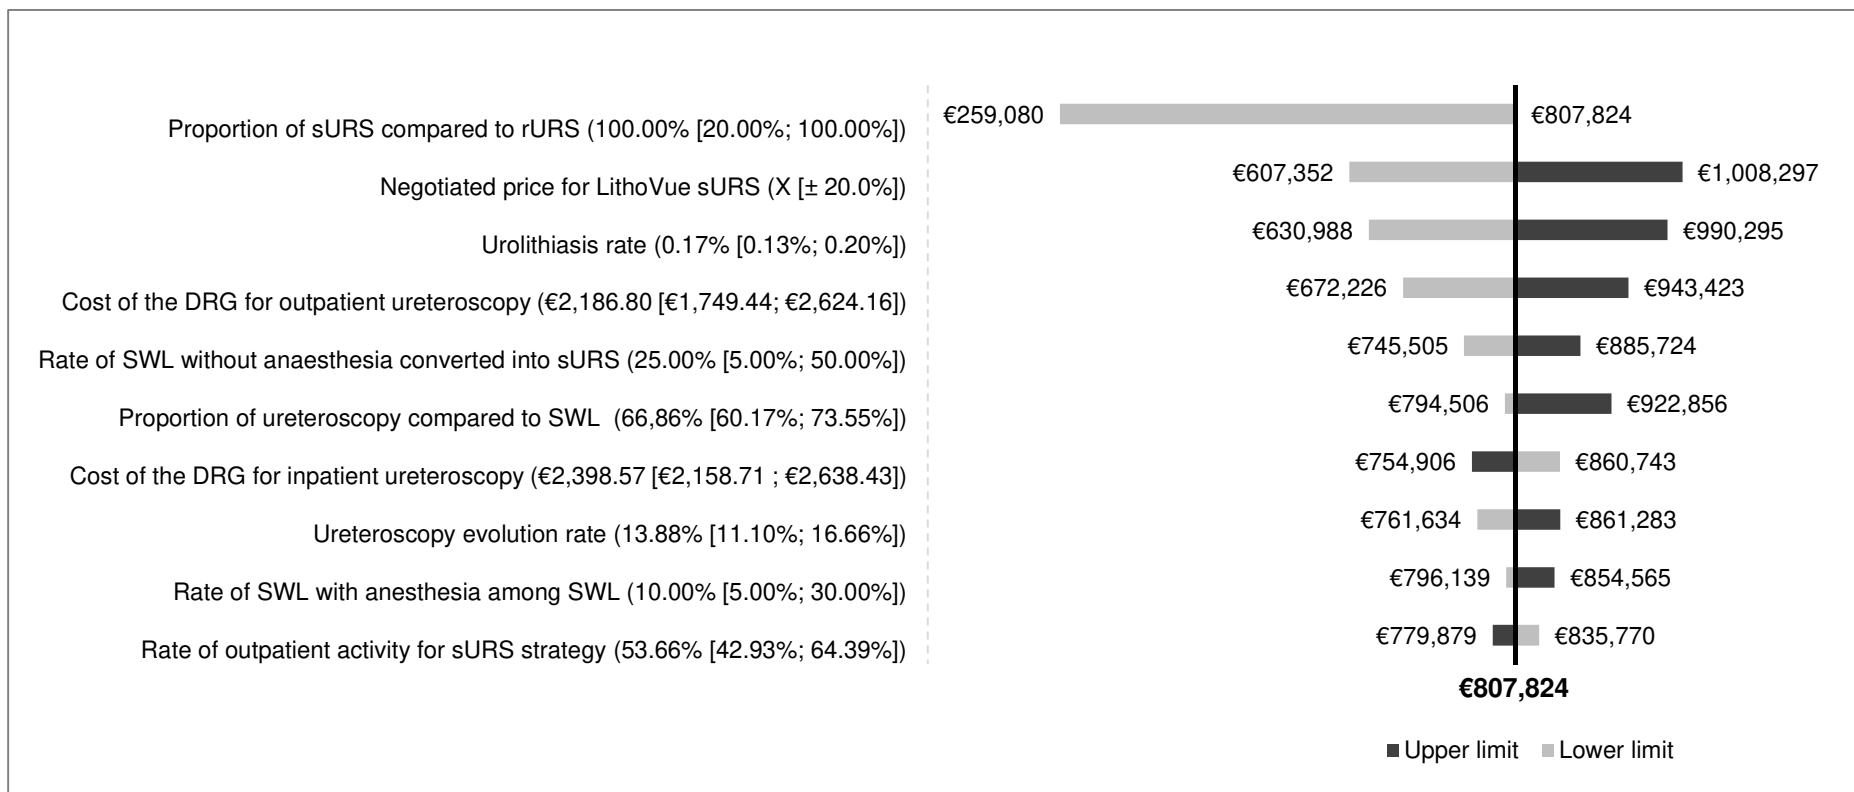 Proportion of sURS compared to rURS (100.00% [20.00%; 100.00%]) €259,080 €807,824
Negotiated price for LithoVue sURS (X [± 20.0%]) €607,352 €1,008,297
Urolithiasis rate (0.17% [0.13%; 0.20%]) €630,988 €990,295
Cost of the DRG for outpatient ureteroscopy (€2,186.80 [€1,749.44; €2,624.16]) €672,226 €943,423
Rate of SWL without anaesthesia converted into sURS (25.00% [5.00%; 50.00%]) €745,505 €885,724
Proportion of ureteroscopy compared to SWL (66,86% [60.17%; 73.55%]) €794,506 €922,856
Cost of the DRG for inpatient ureteroscopy (€2,398.57 [€2,158.71 ; €2,638.43]) €754,906 €860,743
Ureteroscopy evolution rate (13.88% [11.10%; 16.66%]) €761,634 €861,283
Rate of SWL with anesthesia among SWL (10.00% [5.00%; 30.00%]) €796,139 €854,565
Rate of outpatient activity for sURS strategy (53.66% [42.93%; 64.39%]) €779,879 €835,770
€807,824
Upper limit Lower limit